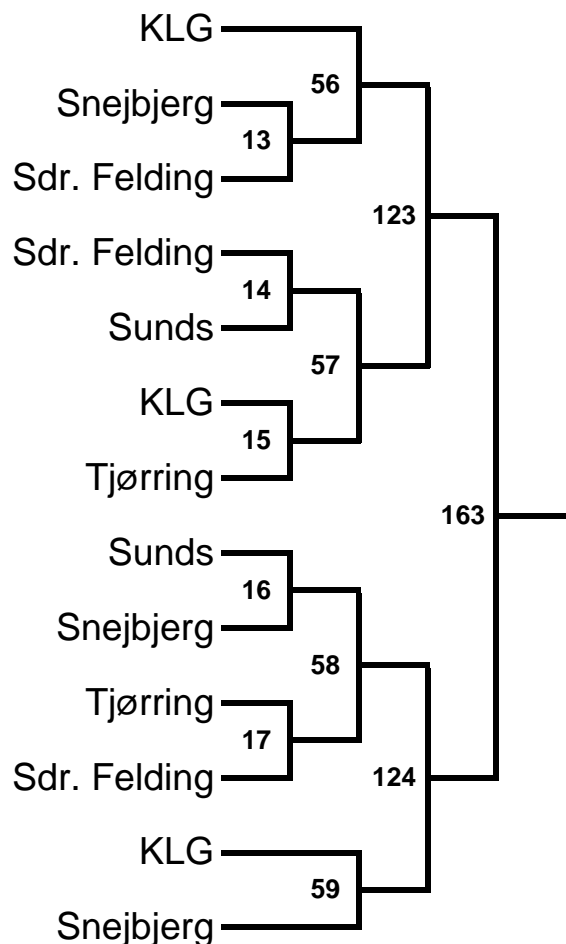 KLG
56
Snejbjerg
13
Sdr. Felding
123
Sdr. Felding
14
Sunds
57
KLG
15
Tjørring
163
Sunds
16
Snejbjerg
58
Tjørring
17
Sdr. Felding
124
KLG
59
Snejbjerg